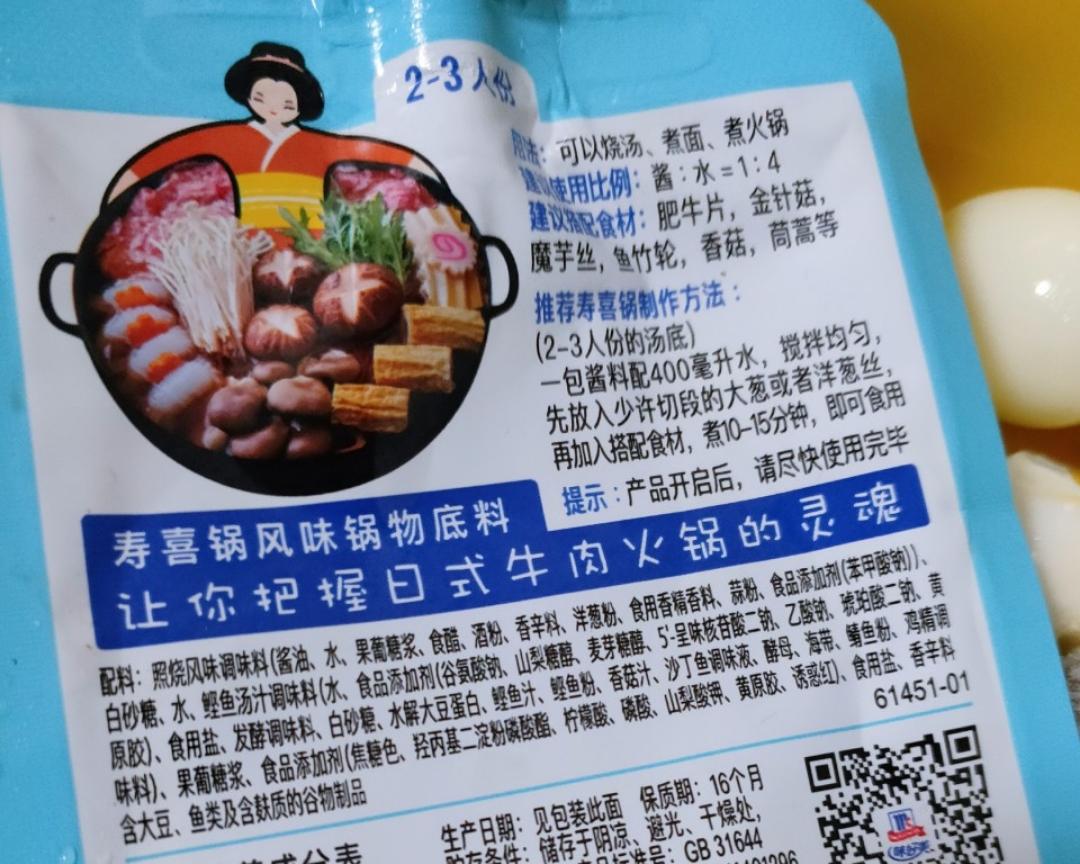 2-3人份
用法：可以烧汤、煮面、煮火锅
建议使用比例：酱：水=1：4
建议搭配食材：肥牛片，金针菇，
魔芋丝，鱼竹轮，香菇，茼蒿等
推荐寿喜锅制作方法：
(2-3人份的汤底)
一包酱料配400毫升水，搅拌均匀，
先放入少许切段的大葱或者洋葱丝，
再加入搭配食材，煮10-15分钟，即可食用
提示：产品开启后，请尽快使用完毕
寿喜锅风味锅物底料
让你把握日式牛肉火锅的灵魂
配料：照烧风味调味料(酱油、水、果葡糖浆、食醋、酒粉、香辛料、洋葱粉、食用香精香料、蒜粉、食品添加剂(苯甲酸钠))、
白砂糖、水、鲣鱼汤汁调味料(水、食品添加剂(谷氨酸钠、山梨糖醇、麦芽糖醇、5'-呈味核苷酸二钠、乙酸钠、琥珀酸二钠、黄
原胶)、食用盐、发酵调味料、白砂糖、水解大豆蛋白、鲣鱼汁、鲣鱼粉、香菇汁、沙丁鱼调味液、酵母、海带、鲭鱼粉、鸡精调
味料)、果葡糖浆、食品添加剂(焦糖色、羟丙基二淀粉磷酸酯、柠檬酸、磷酸、山梨酸钾、黄原胶、诱惑红)、食用盐、香辛料
含大豆、鱼类及含麸质的谷物制品
61451-01
生产日期：见包装此面 保质期：16个月
贮存条件：储存于阴凉、避光、干燥处，
GB 31644
味好美